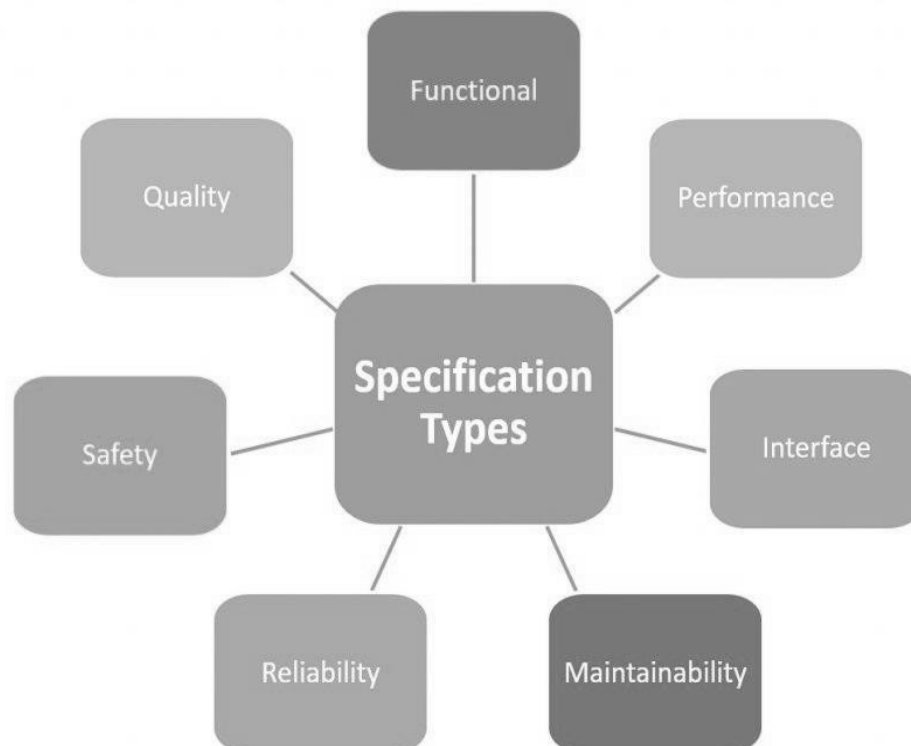 Functional
Quality
Performance
Specification
Types
Safety
Interface
Reliability
Maintainability